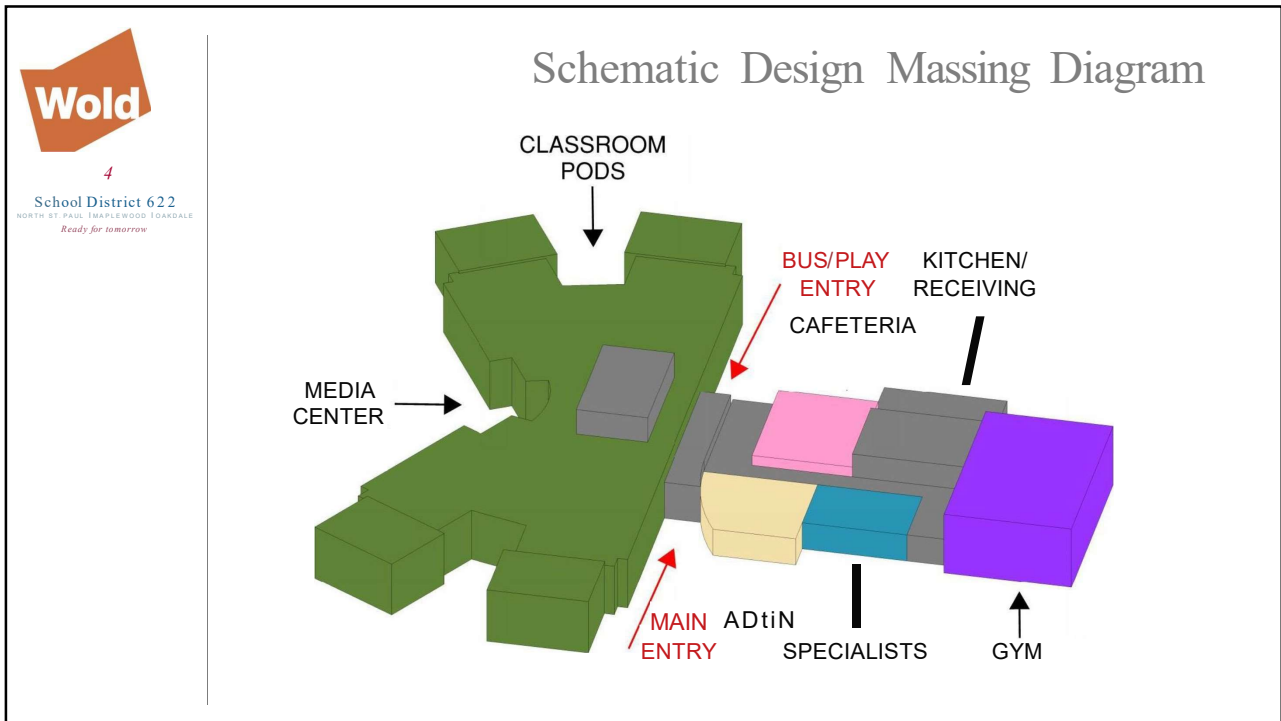 Schematic Design Massing Diagram
Wold
4
School District 622
NORTH ST PAUL | MAPLEWOOD | OAKDALE
Ready for tomorrow
CLASSROOM
PODS
BUS/PLAY
ENTRY
KITCHEN/
RECEIVING
CAFETERIA
MEDIA
CENTER
MAIN
ENTRY
ADtiN
SPECIALISTS
GYM